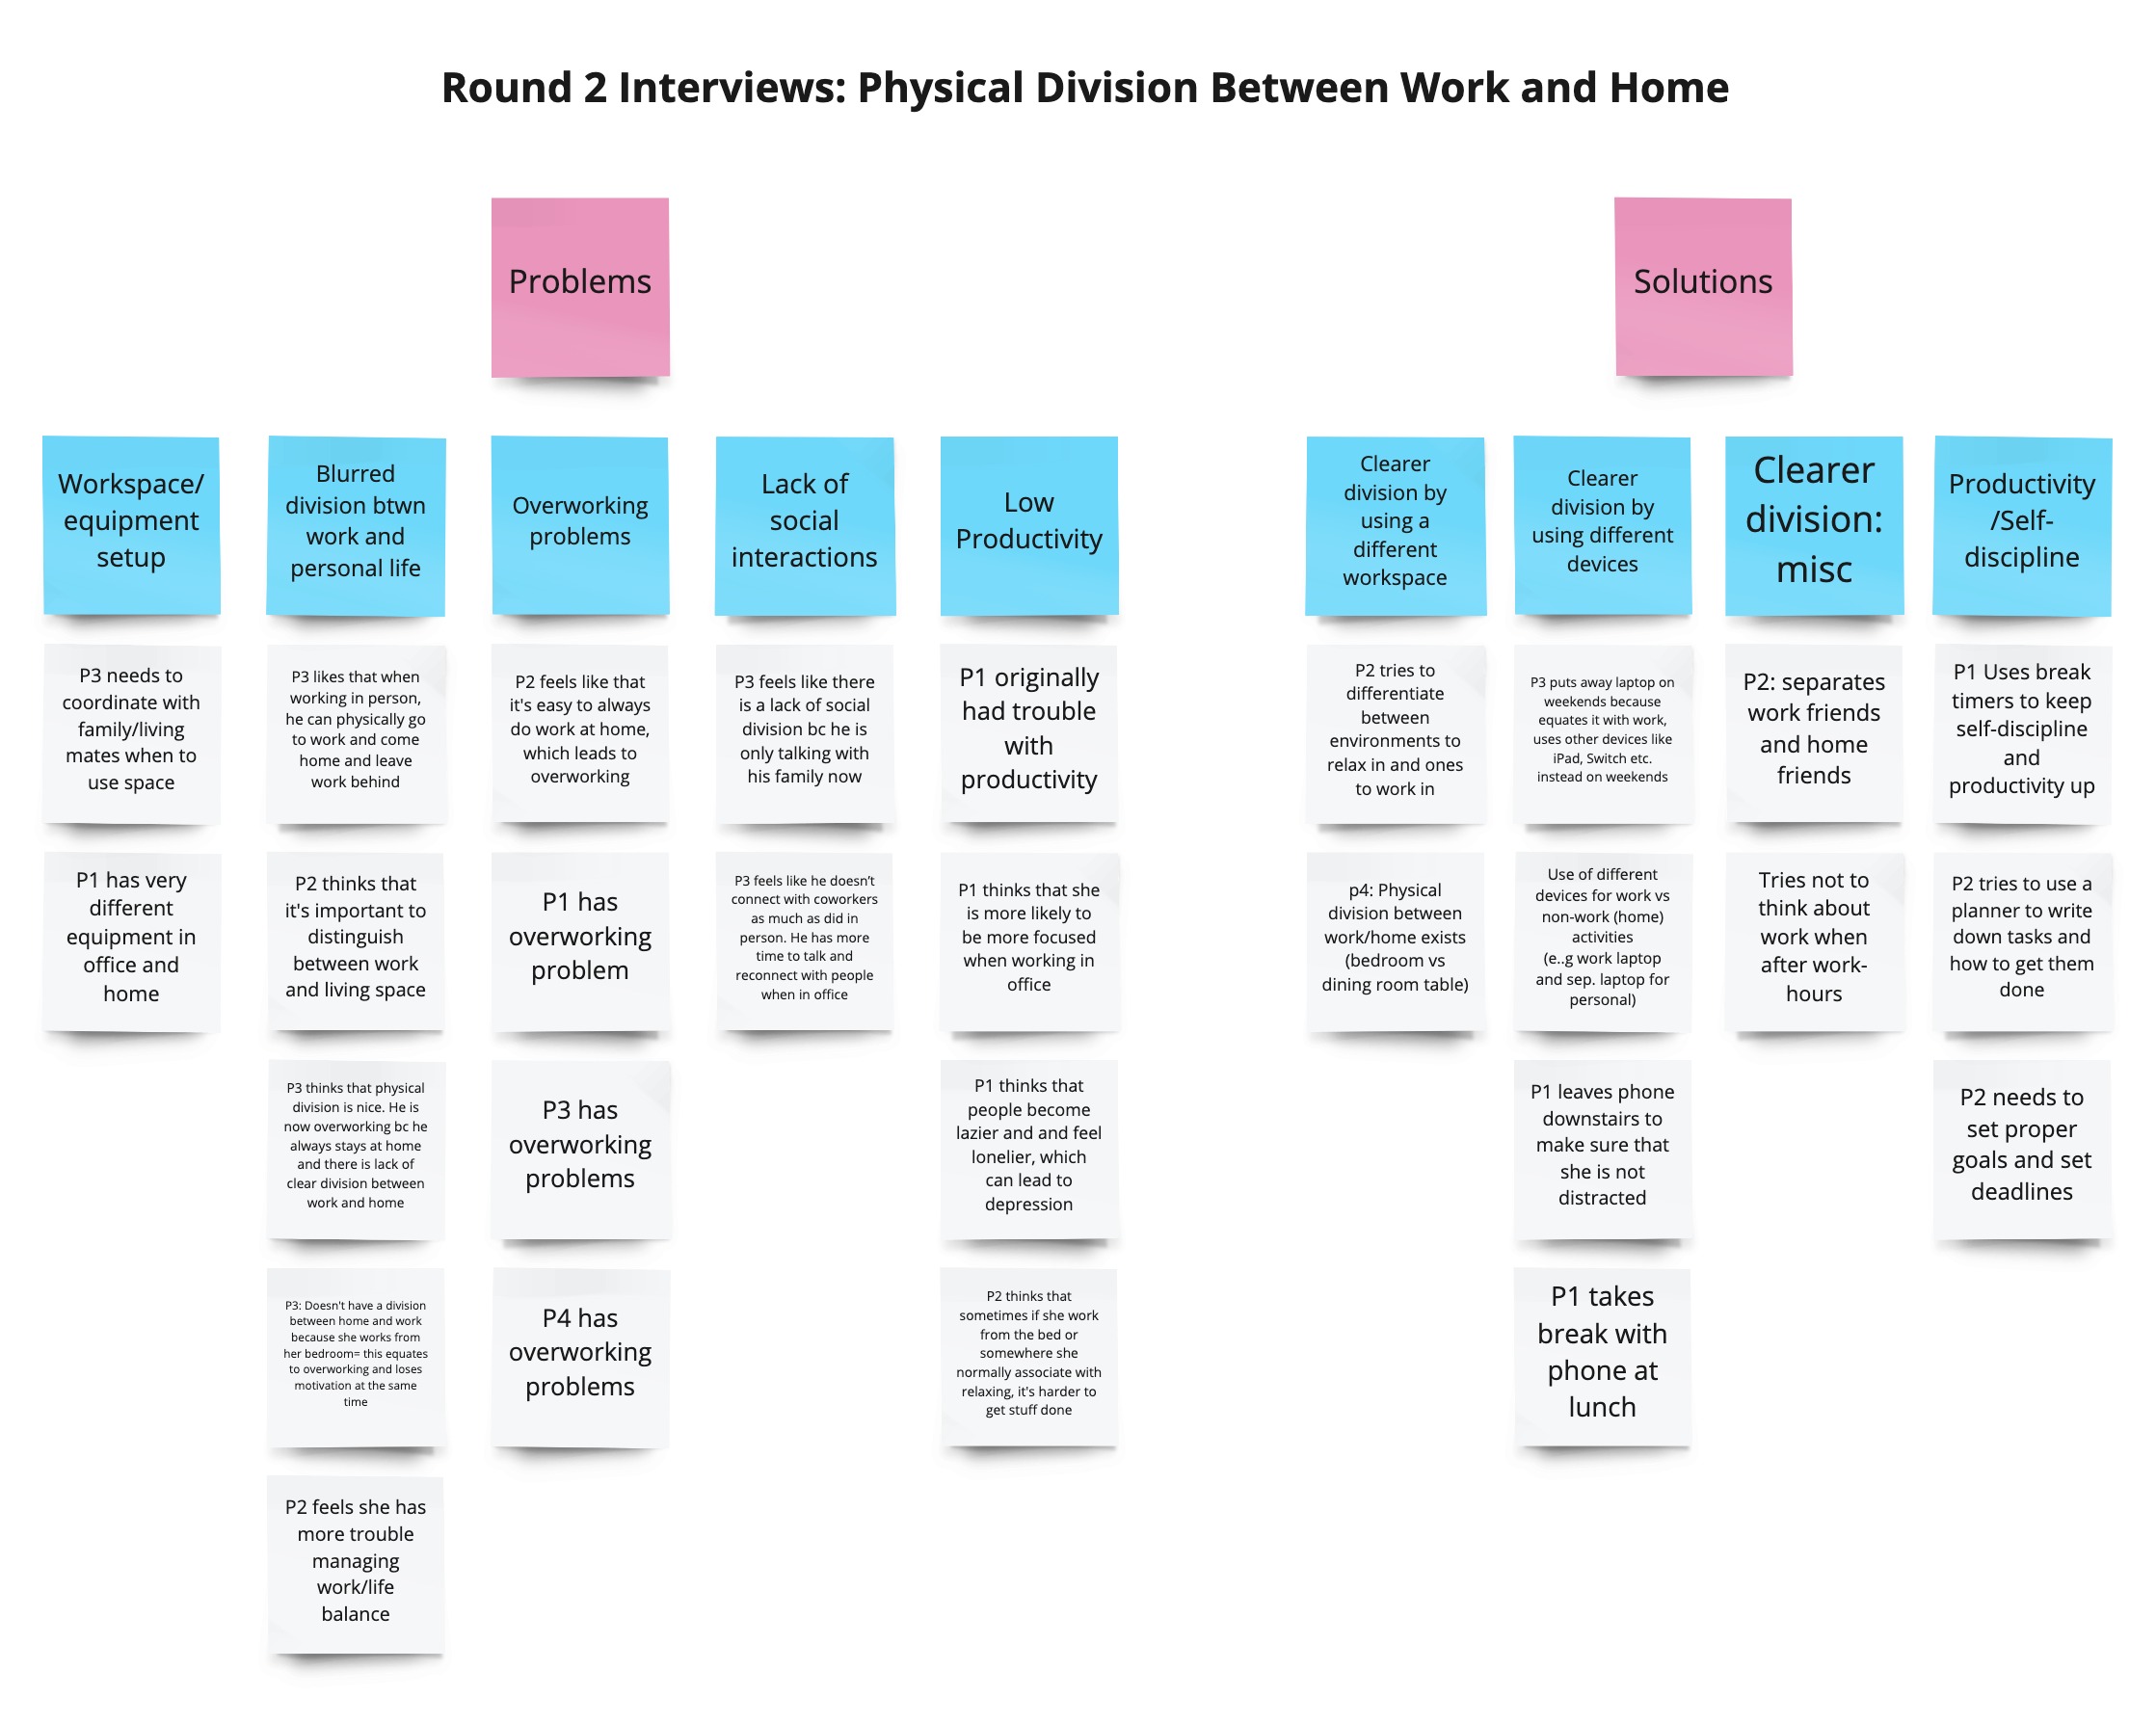 Round 2 Interviews: Physical Division Between Work and Home
Problems
Solutions
Workspace/
equipment
setup
Blurred
division btwn
work and
personal life
Overworking
problems
Lack of
social
interactions
Low
Productivity
Clearer
division by
using a
different
workspace
Clearer
division by
using different
devices
Clearer
division:
misc
Productivity
/Self-
discipline
P3 needs to
coordinate with
family/living
mates when to
use space
P3 likes that when
working in person,
he can physically go
to work and come
home and leave
work behind
P2 feels like that
it's easy to always
do work at home,
which leads to
overworking
P3 feels like there
is a lack of social
division bc he is
only talking with
his family now
P1 originally
had trouble
with
productivity
P2 tries to
differentiate
between
environments to
relax in and ones
to work in
P3 puts away laptop on
weekends because
equates it with work,
uses other devices like
iPad, Switch etc.
instead on weekends
P2: separates
work friends
and home
friends
P1 Uses break
timers to keep
self-discipline
and
productivity up
P1 has very
different
equipment in
office and
home
P2 thinks that
it's important to
distinguish
between work
and living space
P1 has
overworking
problem
P3 feels like he doesn't
connect with coworkers
as much as did in
person. He has more
time to talk and
reconnect with people
when in office
P1 thinks that she
is more likely to
be more focused
when working in
office
p4: Physical
division between
work/home exists
(bedroom vs
dining room table)
Use of different
devices for work vs
non-work (home)
activities
(e..g work laptop
and sep. laptop for
personal)
Tries not to
think about
work when
after work-
hours
P2 tries to use a
planner to write
down tasks and
how to get them
done
P3 thinks that physical
division is nice. He is
now overworking bc he
always stays at home
and there is lack of
clear division between
work and home
P3 has
overworking
problems
P1 thinks that
people become
lazier and and feel
lonelier, which
can lead to
depression
P1 leaves phone
downstairs to
make sure that
she is not
distracted
P2 needs to
set proper
goals and set
deadlines
P3: Doesn't have a division
between home and work
because she works from
her bedroom= this equates
to overworking and loses
motivation at the same
time
P4 has
overworking
problems
P2 thinks that
sometimes if she work
from the bed or
somewhere she
normally associate with
relaxing, it's harder to
get stuff done
P1 takes
break with
phone at
lunch
P2 feels she has
more trouble
managing
work/life
balance